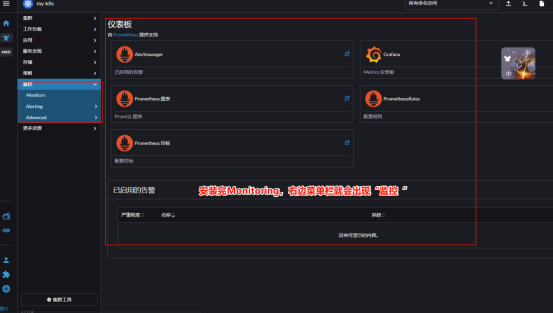 my-k8s
所有命名空间
集群
工作负载
应用
服务发现
存储
策略
监控
Monitors
Alerting
Advanced
更多资源
集群工具
仪表板
由 Prometheus 提供支持
Alertmanager
已启用的告警
Grafana
Metrics 仪表板
Prometheus 图表
PromQL 图表
PrometheusRules
配置规则
Prometheus 目标
配置目标
已启用的告警
安装完Monitoring，右边菜单栏就会出现“监控 “
严重程度
名称
没有可显示的内容。